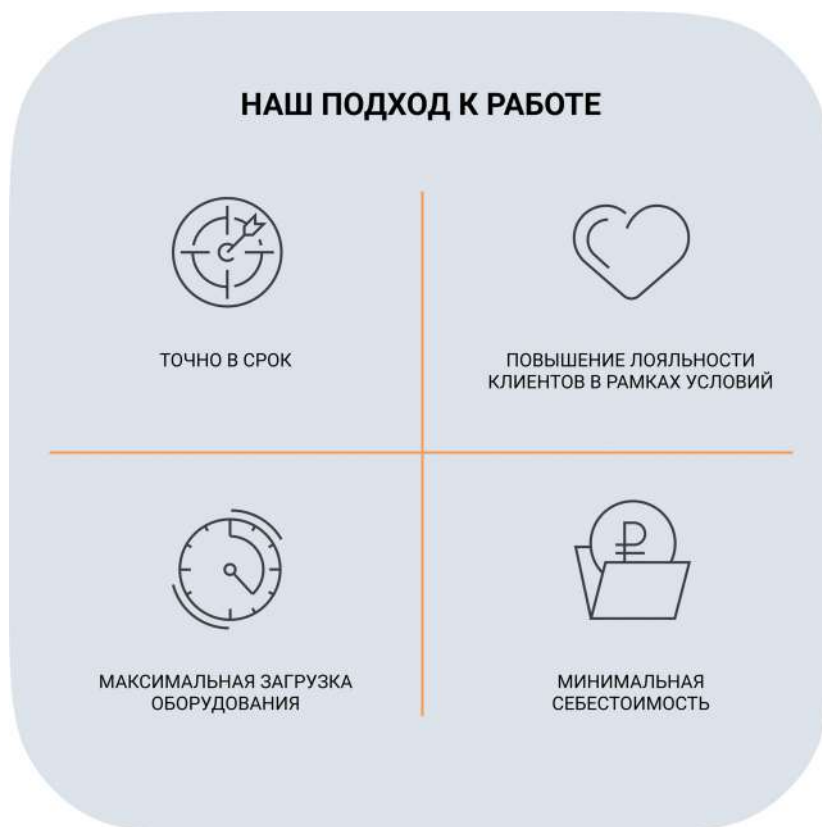 НАШ ПОДХОД К РАБОТЕ
ТОЧНО В СРОК
ПОВЫШЕНИЕ ЛОЯЛЬНОСТИ
КЛИЕНТОВ В РАМКАХ УСЛОВИЙ
МАКСИМАЛЬНАЯ ЗАГРУЗКА
ОБОРУДОВАНИЯ
₽
МИНИМАЛЬНАЯ
СЕБЕСТОИМОСТЬ